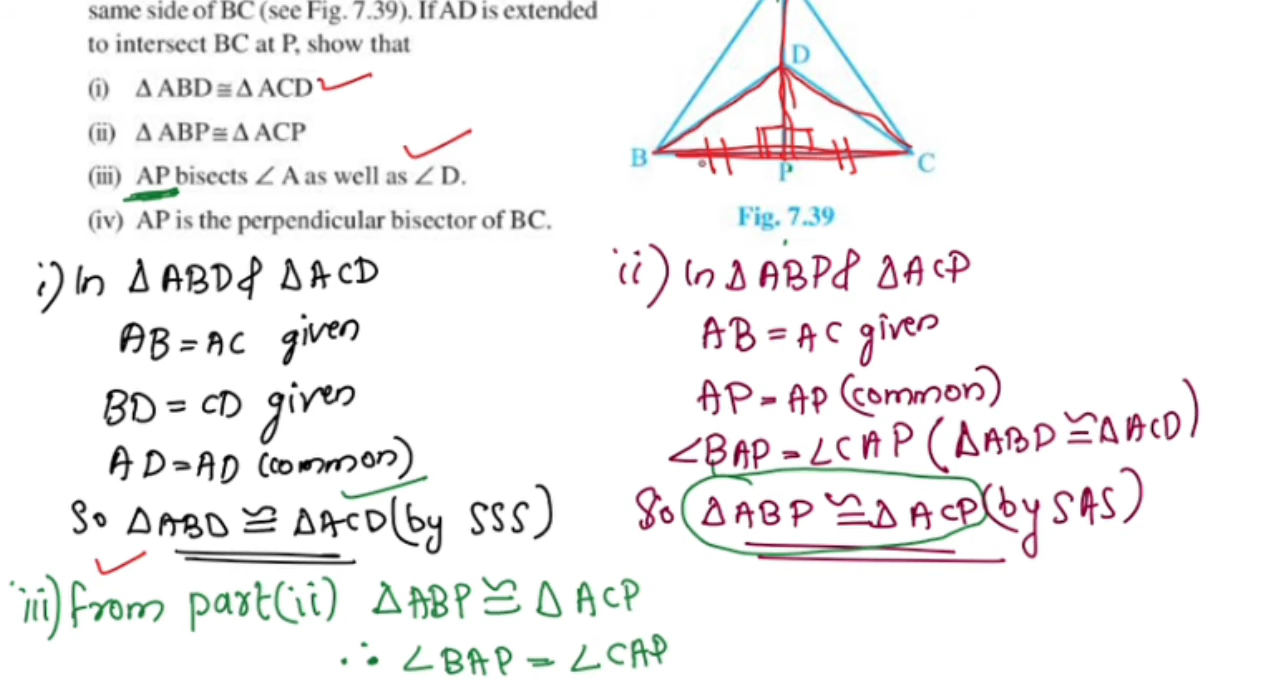 same side of BC (see Fig. 7.39). If AD is extended
to intersect BC at P, show that
(i) Δ ABD ≅ Δ ACD
(ii) Δ ABP ≅ Δ ACP
(iii) AP bisects ∠ A as well as ∠ D.
(iv) AP is the perpendicular bisector of BC.
D
B
P
C
Fig. 7.39
i) In Δ ABD & Δ ACD
AB = AC given
BD = CD given
AD = AD (common)
So Δ ABD ≅ Δ ACD (by SSS)
ii) In Δ ABP & Δ ACP
AB = AC given
AP = AP (common)
∠BAP = ∠CAP (Δ ABD ≅ Δ ACD)
So Δ ABP ≅ Δ ACP (by SAS)
iii) from part (ii) Δ ABP ≅ Δ ACP
∴ ∠BAP = ∠CAP